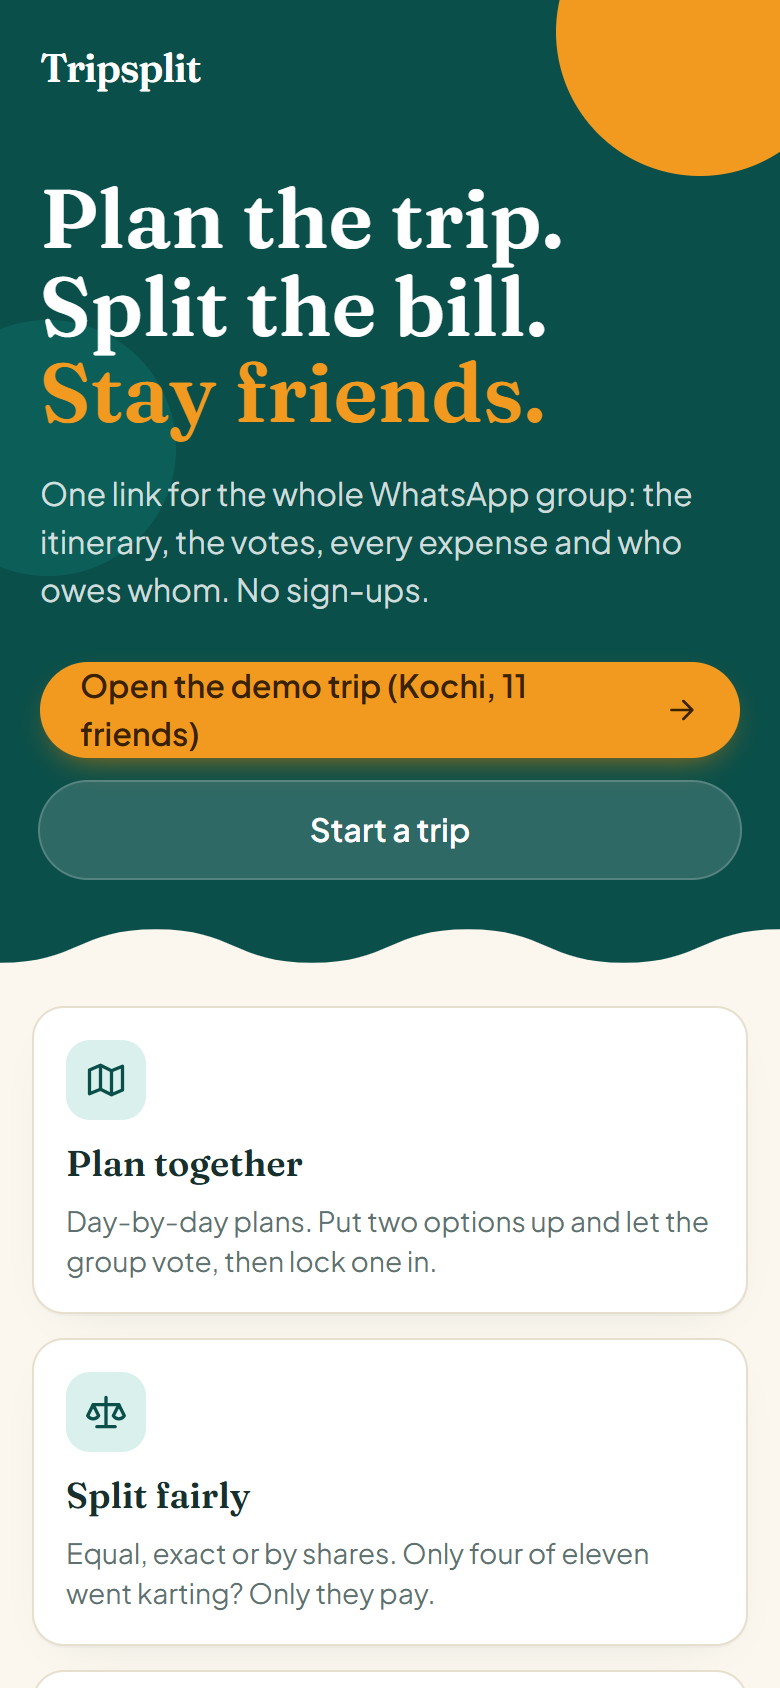 Tripsplit
Plan the trip.
Split the bill.
Stay friends.
One link for the whole WhatsApp group: the
itinerary, the votes, every expense and who
owes whom. No sign-ups.
Open the demo trip (Kochi, 11
friends)
Start a trip
Plan together
Day-by-day plans. Put two options up and let the
group vote, then lock one in.
Split fairly
Equal, exact or by shares. Only four of eleven
went karting? Only they pay.